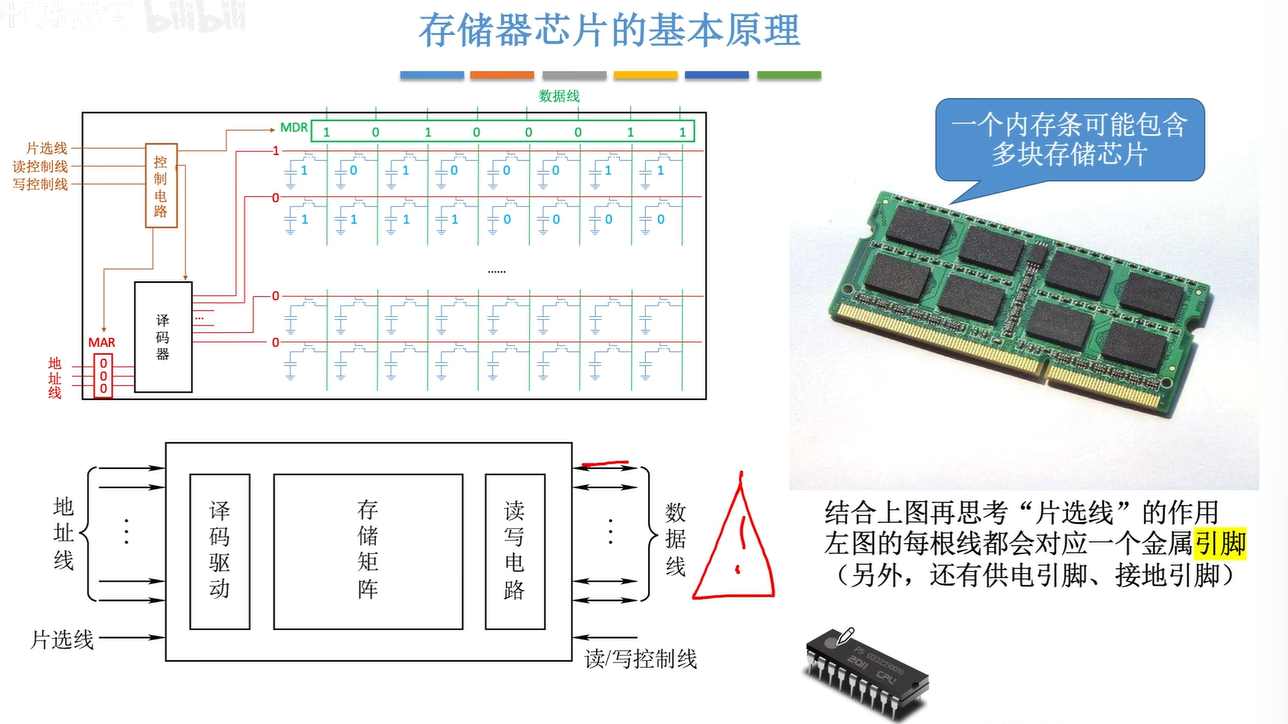 bilibili
存储器芯片的基本原理
数据线
MDR 1 0 1 0 0 0 1 1
片选线
读控制线
写控制线
控制电路
1
1 0 1 0 0 0 1 1
0
1 1 1 1 0 0 0 0
......
0
0
...
译码器
MAR
地址线
0
0
0
一个内存条可能包含
多块存储芯片
地址线
译码驱动
存储矩阵
读写电路
数据线
片选线
读/写控制线
结合上图再思考“片选线”的作用
左图的每根线都会对应一个金属引脚
（另外，还有供电引脚、接地引脚）
2011 CPU